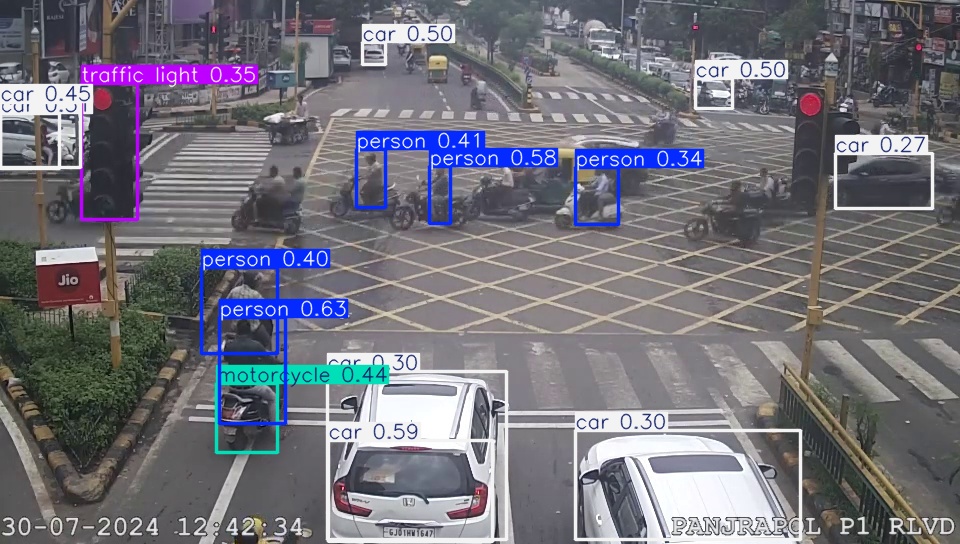 car 0.50
traffic light 0.35
car 0.50
car 0.45
person 0.41
person 0.58
person 0.34
car 0.27
person 0.40
Jio
person 0.63
car 0.30
motorcycle 0.44
car 0.30
car 0.59
30-07-2024 12:42:34
PANJRAPOL P1 RLVD